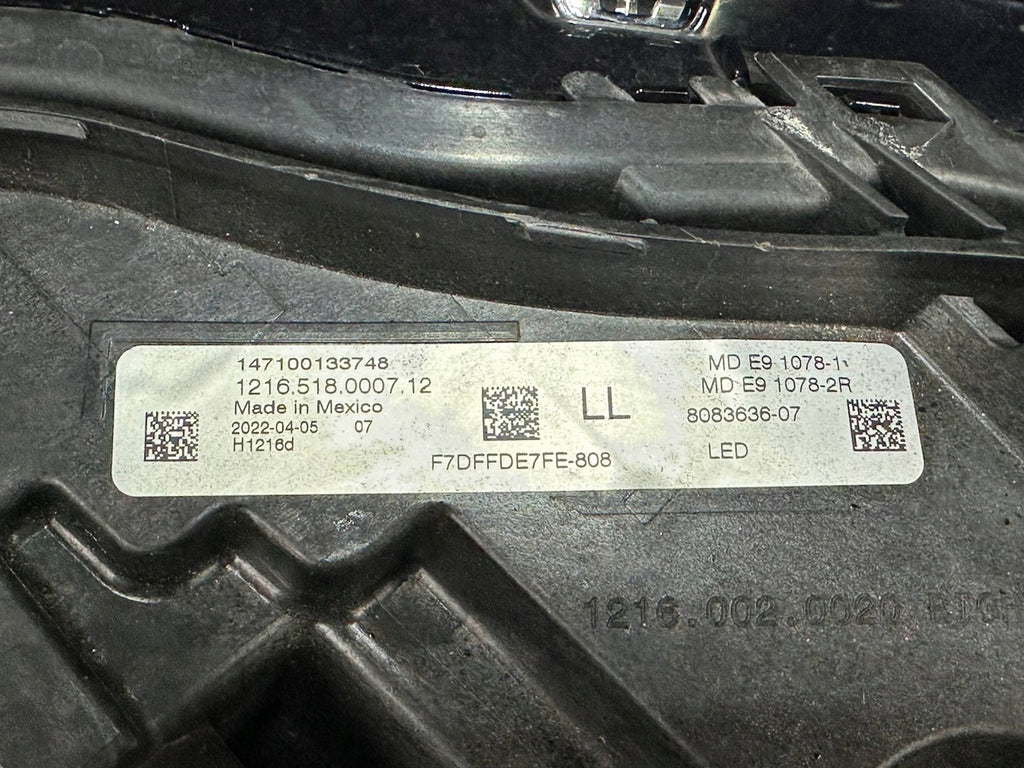 147100133748
1216.518.0007.12
Made in Mexico
2022-04-05 07
H1216d
F7DFFDE7FE-808
LL
MD E9 1078-1
MD E9 1078-2R
8083636-07
LED
1216.002.0020